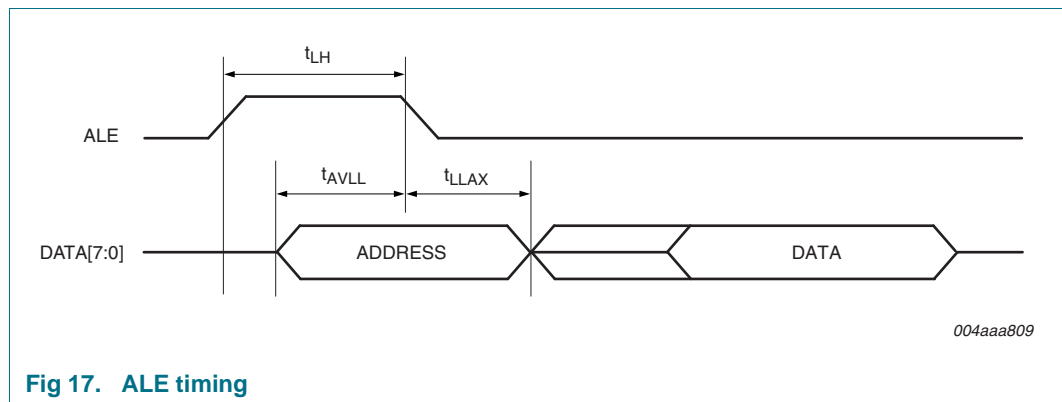 tLH
ALE
tAVLL
tLLAX
DATA[7:0]
ADDRESS
DATA
004aaa809
Fig 17. ALE timing